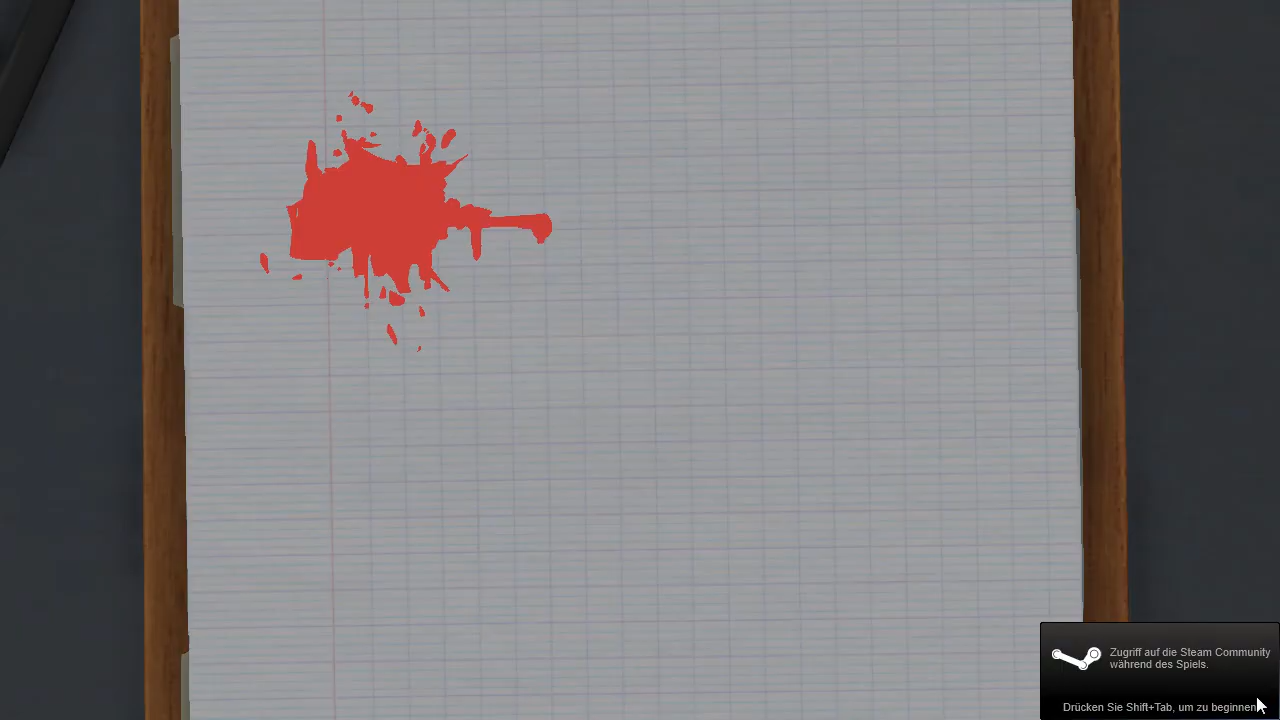 Zugriff auf die Steam Community
während des Spiels.
Drücken Sie Shift+Tab, um zu beginnen